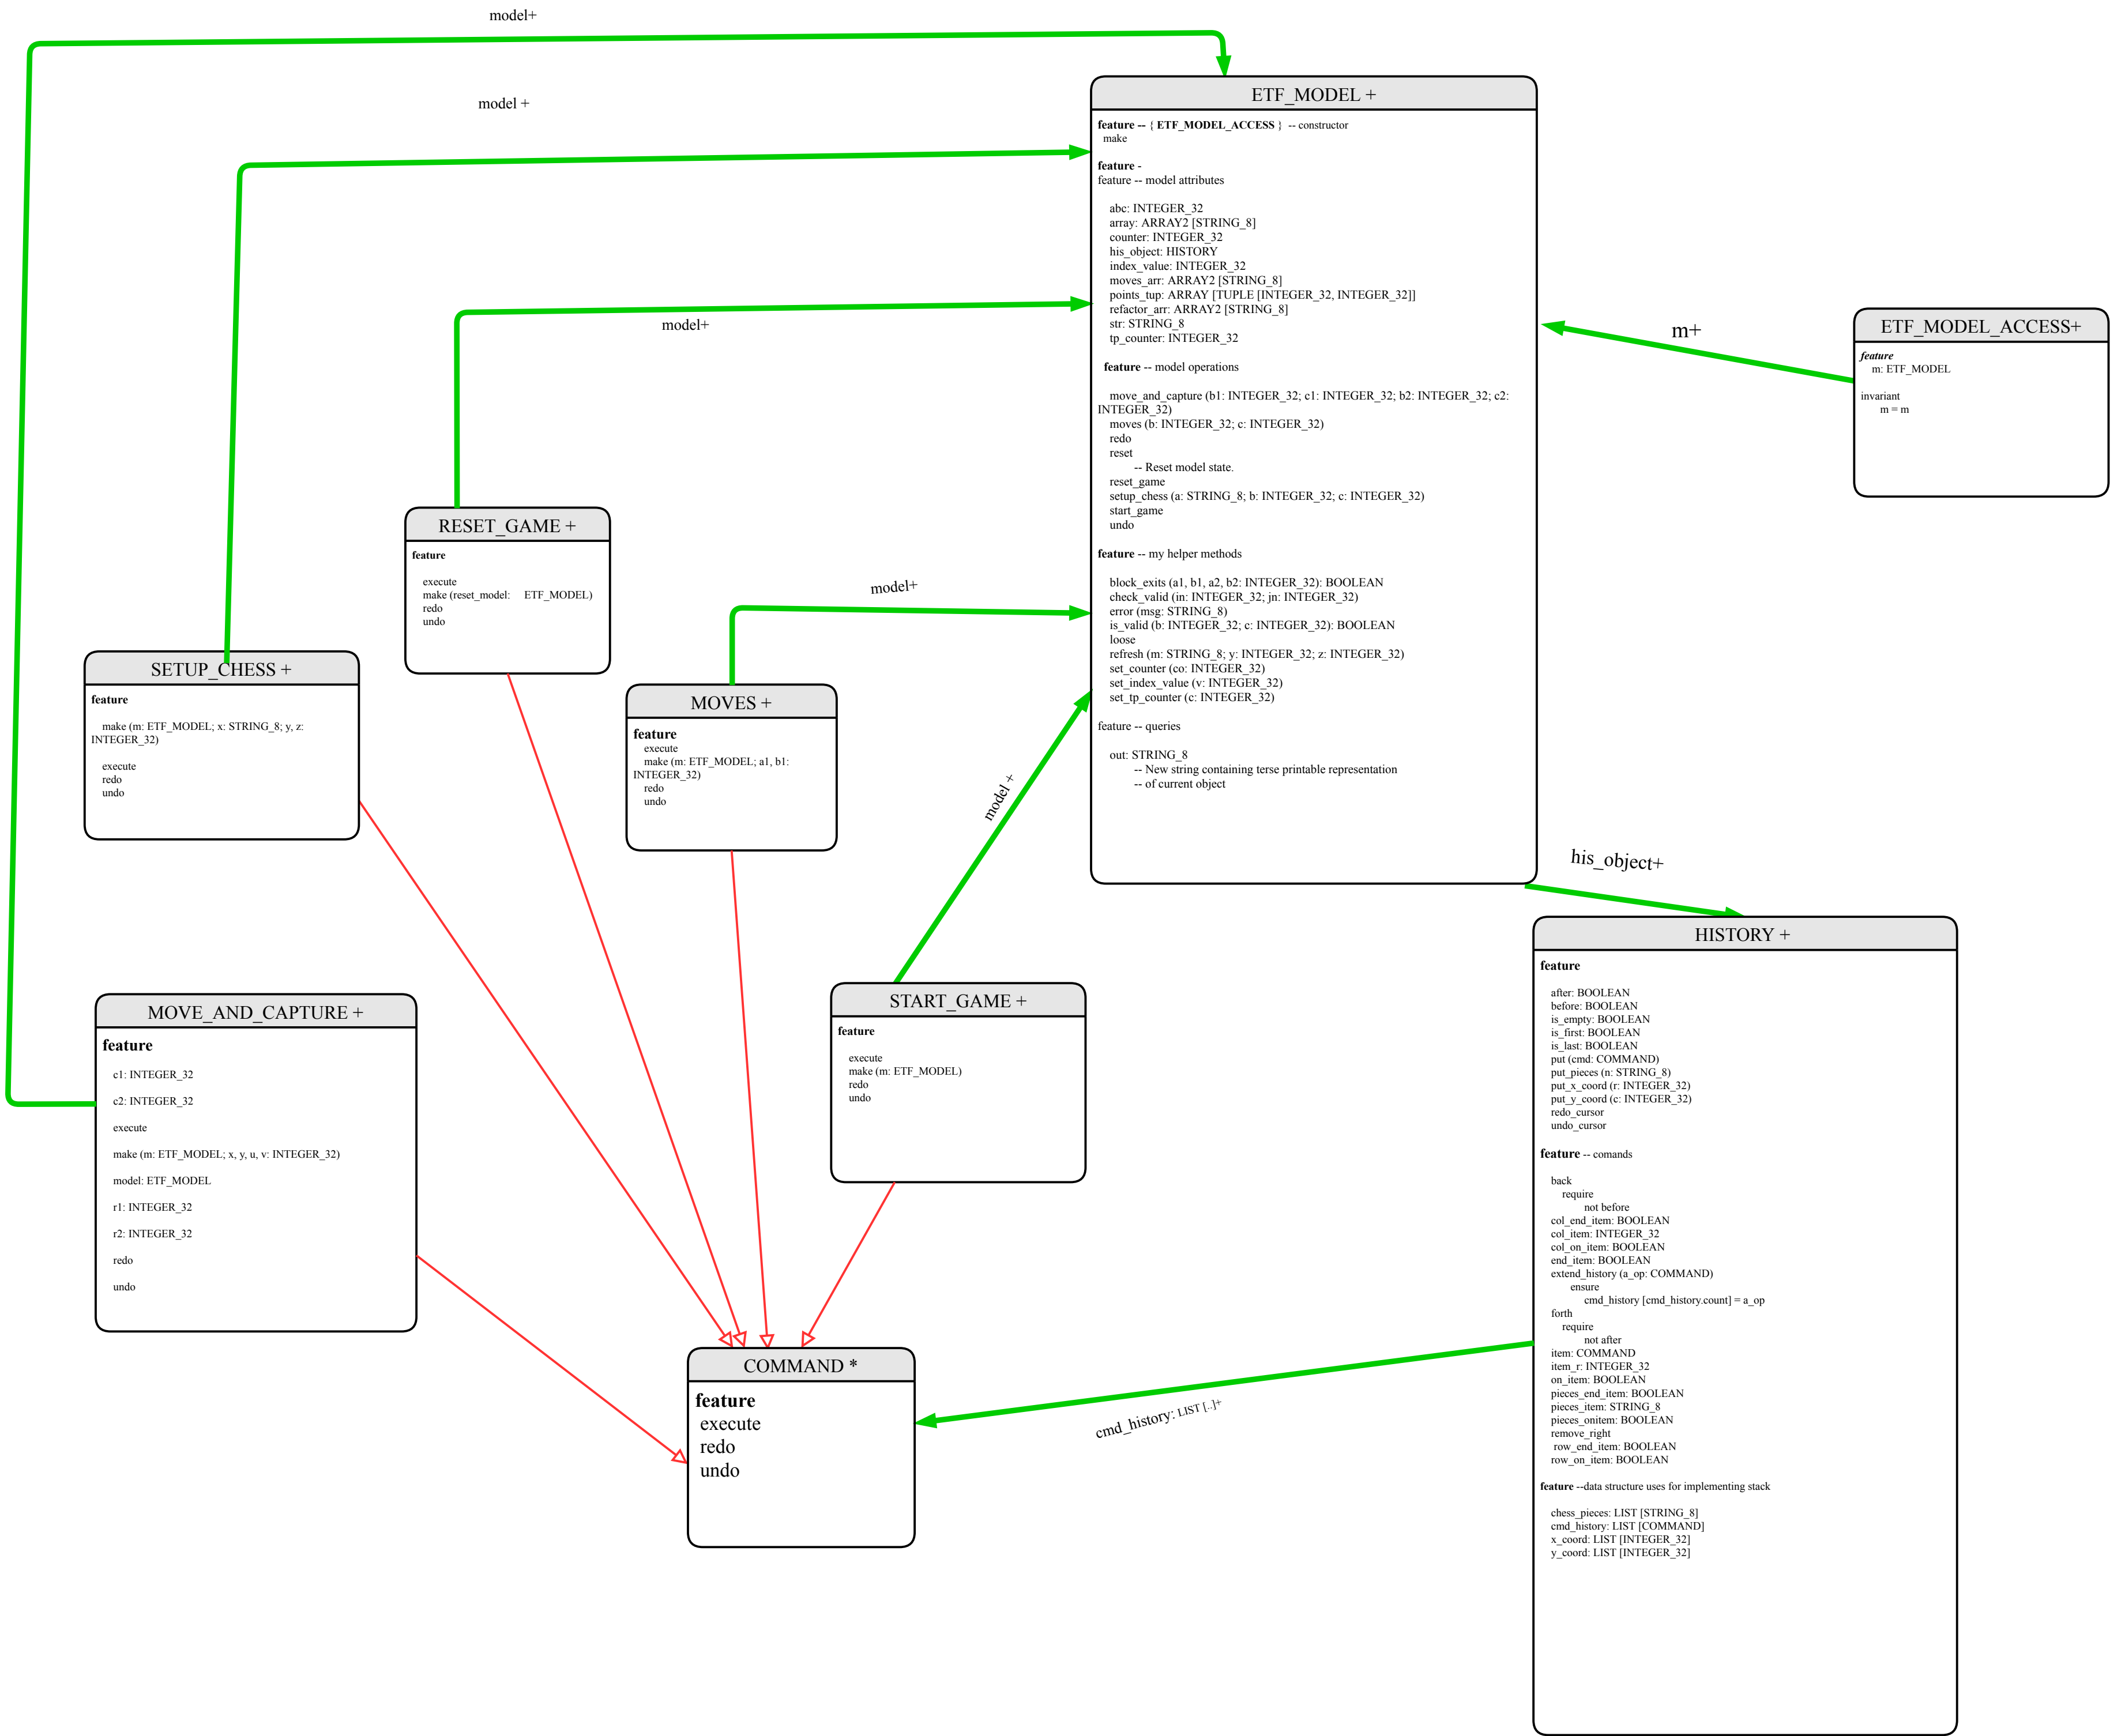 model+
model +
ETF_MODEL +
feature -- { ETF_MODEL_ACCESS }  -- constructor
make
feature -
feature -- model attributes
abc: INTEGER_32
array: ARRAY2 [STRING_8]
counter: INTEGER_32
his_object: HISTORY
index_value: INTEGER_32
moves_arr: ARRAY2 [STRING_8]
points_tup: ARRAY [TUPLE [INTEGER_32, INTEGER_32]]
refactor_arr: ARRAY2 [STRING_8]
str: STRING_8
tp_counter: INTEGER_32
feature -- model operations
move_and_capture (b1: INTEGER_32; c1: INTEGER_32; b2: INTEGER_32; c2:
INTEGER_32)
moves (b: INTEGER_32; c: INTEGER_32)
redo
reset
-- Reset model state.
reset_game
setup_chess (a: STRING_8; b: INTEGER_32; c: INTEGER_32)
start_game
undo
feature -- my helper methods
block_exits (a1, b1, a2, b2: INTEGER_32): BOOLEAN
check_valid (in: INTEGER_32; jn: INTEGER_32)
error (msg: STRING_8)
is_valid (b: INTEGER_32; c: INTEGER_32): BOOLEAN
loose
refresh (m: STRING_8; y: INTEGER_32; z: INTEGER_32)
set_counter (co: INTEGER_32)
set_index_value (v: INTEGER_32)
set_tp_counter (c: INTEGER_32)
feature -- queries
out: STRING_8
-- New string containing terse printable representation
-- of current object
model+
m+
ETF_MODEL_ACCESS+
feature
m: ETF_MODEL
invariant
m = m
RESET_GAME +
feature
execute
make (reset_model:     ETF_MODEL)
redo
undo
model+
SETUP_CHESS +
feature
make (m: ETF_MODEL; x: STRING_8; y, z:
INTEGER_32)
execute
redo
undo
MOVES +
feature
execute
make (m: ETF_MODEL; a1, b1:
INTEGER_32)
redo
undo
model +
his_object+
HISTORY +
feature
after: BOOLEAN
before: BOOLEAN
is_empty: BOOLEAN
is_first: BOOLEAN
is_last: BOOLEAN
put (cmd: COMMAND)
put_pieces (n: STRING_8)
put_x_coord (r: INTEGER_32)
put_y_coord (c: INTEGER_32)
redo_cursor
undo_cursor
feature -- comands
back
require
not before
col_end_item: BOOLEAN
col_item: INTEGER_32
col_on_item: BOOLEAN
end_item: BOOLEAN
extend_history (a_op: COMMAND)
ensure
cmd_history [cmd_history.count] = a_op
forth
require
not after
item: COMMAND
item_r: INTEGER_32
on_item: BOOLEAN
pieces_end_item: BOOLEAN
pieces_item: STRING_8
pieces_onitem: BOOLEAN
remove_right
row_end_item: BOOLEAN
row_on_item: BOOLEAN
feature --data structure uses for implementing stack
chess_pieces: LIST [STRING_8]
cmd_history: LIST [COMMAND]
x_coord: LIST [INTEGER_32]
y_coord: LIST [INTEGER_32]
MOVE_AND_CAPTURE +
feature
c1: INTEGER_32
c2: INTEGER_32
execute
make (m: ETF_MODEL; x, y, u, v: INTEGER_32)
model: ETF_MODEL
r1: INTEGER_32
r2: INTEGER_32
redo
undo
START_GAME +
feature
execute
make (m: ETF_MODEL)
redo
undo
COMMAND *
feature
execute
redo
undo
cmd_history: LIST [..]+